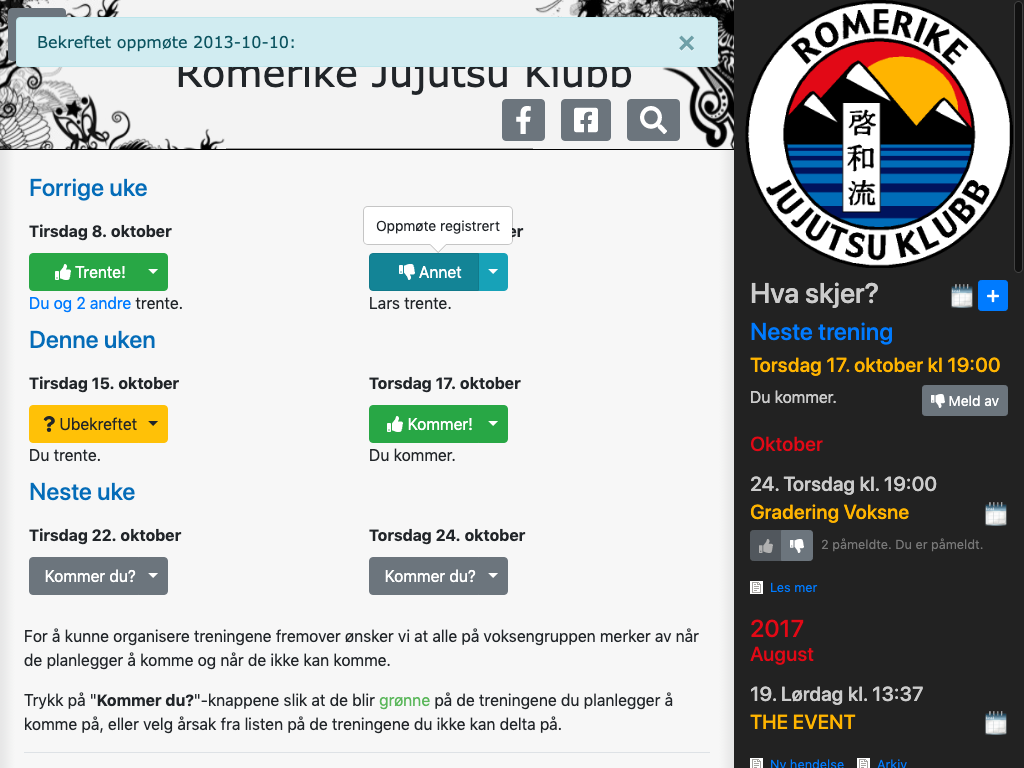 Bekreftet oppmøte 2013-10-10:
×
Romerike Jujutsu Klubb
Forrige uke
Tirsdag 8. oktober
Oppmøte registrert
Trente!
Annet
Du og 2 andre trente.
Lars trente.
Denne uken
Tirsdag 15. oktober
Torsdag 17. oktober
Ubekreftet
Kommer!
Du trente.
Du kommer.
Neste uke
Tirsdag 22. oktober
Torsdag 24. oktober
Kommer du?
Kommer du?
For å kunne organisere treningene fremover ønsker vi at alle på voksengruppen merker av når
de planlegger å komme og når de ikke kan komme.
Trykk på "Kommer du?"-knappene slik at de blir grønne på de treningene du planlegger å
komme på, eller velg årsak fra listen på de treningene du ikke kan delta på.
ROMERIKE
啓和流
JUJUTSU KLUBB
Hva skjer?
Neste trening
Torsdag 17. oktober kl 19:00
Du kommer.
Meld av
Oktober
24. Torsdag kl. 19:00
Gradering Voksne
2 påmeldte. Du er påmeldt.
Les mer
2017
August
19. Lørdag kl. 13:37
THE EVENT
Ny hendelse
Arkiv